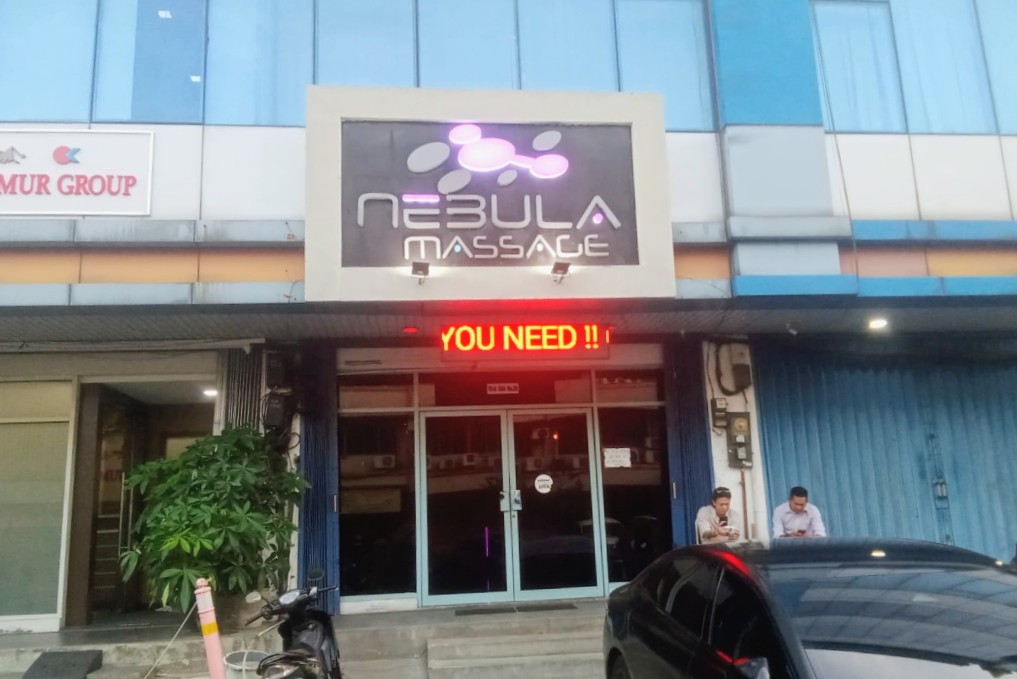 MUR GROUP
NEBULA
MASSAGE
YOU NEED !!